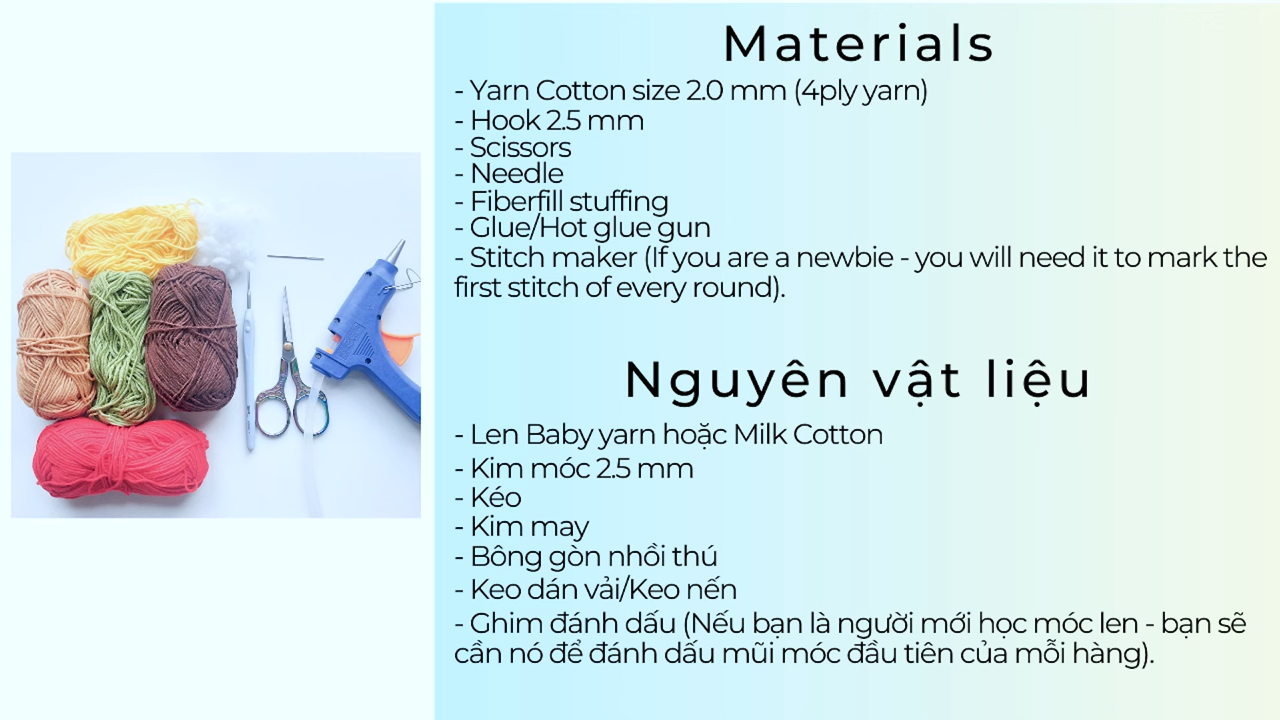 Materials
- Yarn Cotton size 2.0 mm (4ply yarn)
- Hook 2.5 mm
- Scissors
- Needle
- Fiberfill stuffing
- Glue/Hot glue gun
- Stitch maker (If you are a newbie - you will need it to mark the
first stitch of every round).
Nguyên vật liệu
- Len Baby yarn hoặc Milk Cotton
- Kim móc 2.5 mm
- Kéo
- Kim may
- Bông gòn nhồi thú
- Keo dán vải/Keo nến
- Ghim đánh dấu (Nếu bạn là người mới học móc len - bạn sẽ
cần nó để đánh dấu mũi móc đầu tiên của mỗi hàng).